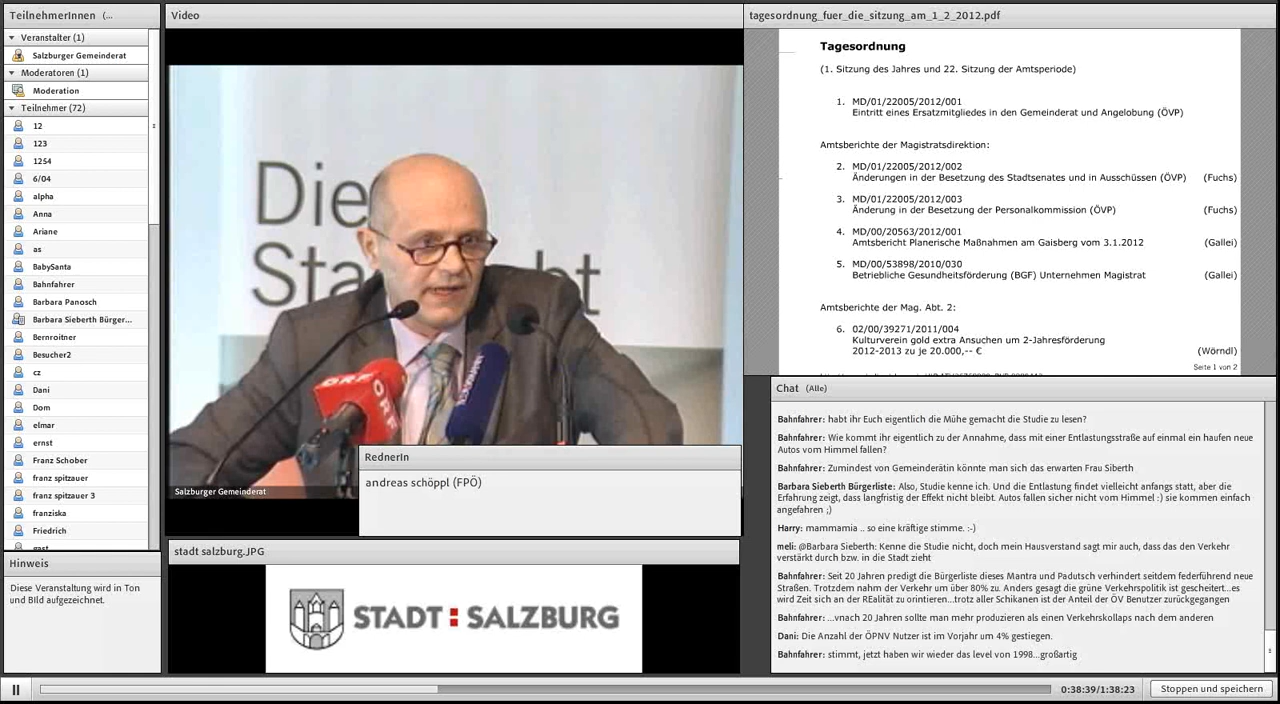 TeilnehmerInnen (...
Veranstalter (1)
Salzburger Gemeinderat
Moderatoren (1)
Moderation
Teilnehmer (72)
12
123
1254
6/04
alpha
Anna
Ariane
as
BabySanta
Bahnfahrer
Barbara Panosch
Barbara Sieberth Bürger...
Bernroitner
Besucher2
cz
Dani
Dom
elmar
ernst
Franz Schober
franz spitzauer
franz spitzauer 3
franziska
Friedrich
Hinweis
Diese Veranstaltung wird in Ton
und BIld aufgezeichnet.
Video
Die
Sta
ht
ORF
ORF
Salzburger Gemeinderat
RednerIn
andreas schöppl (FPÖ)
stadt salzburg.JPG
STADT : SALZBURG
tagesordnung_fuer_die_sitzung_am_1_2_2012.pdf
Tagesordnung
(1. Sitzung des Jahres und 22. Sitzung der Amtsperiode)
1. MD/01/22005/2012/001
Eintritt eines Ersatzmitgliedes in den Gemeinderat und Angelobung (ÖVP)
Amtsberichte der Magistratsdirektion:
2. MD/01/22005/2012/002
Änderungen in der Besetzung des Stadtsenates und in Ausschüssen (ÖVP) (Fuchs)
3. MD/01/22005/2012/003
Änderung in der Besetzung der Personalkommission (ÖVP) (Fuchs)
4. MD/00/20563/2012/001
Amtsbericht Planerische Maßnahmen am Gaisberg vom 3.1.2012 (Gallei)
5. MD/00/53898/2010/030
Betriebliche Gesundheitsförderung (BGF) Unternehmen Magistrat (Gallei)
Amtsberichte der Mag. Abt. 2:
6. 02/00/39271/2011/004
Kulturverein gold extra Ansuchen um 2-Jahresförderung
2012-2013 zu je 20.000,-- € (Wörndl)
Seite 1 von 2
Chat (Alle)
Bahnfahrer: habt ihr Euch eigentlich die Mühe gemacht die Studie zu lesen?
Bahnfahrer: Wie kommt ihr eigentlich zu der Annahme, dass mit einer Entlastungsstraße auf einmal ein haufen neue
Autos vom Himmel fallen?
Bahnfahrer: Zumindest von Gemeinderätin könnte man sich das erwarten Frau Siberth
Barbara Sieberth Bürgerliste: Also, Studie kenne ich. Und die Entlastung findet vielleicht anfangs statt, aber die
Erfahrung zeigt, dass langfristig der Effekt nicht bleibt. Autos fallen sicher nicht vom Himmel :) sie kommen einfach
angefahren ;)
Harry: mammamia .. so eine kräftige stimme. :-)
meli: @Barbara Sieberth: Kenne die Studie nicht, doch mein Hausverstand sagt mir auch, dass das den Verkehr
verstärkt durch bzw. in die Stadt zieht
Bahnfahrer: Seit 20 Jahren predigt die Bürgerliste dieses Mantra und Padutsch verhindert seitdem federführend neue
Straßen. Trotzdem nahm der Verkehr um über 80% zu. Anders gesagt die grüne Verkehrspolitik ist gescheitert...es
wird Zeit sich an der REalität zu orintieren...trotz aller Schikanen ist der Anteil der ÖV Benutzer zurückgegangen
Bahnfahrer: ...vnach 20 Jahren sollte man mehr produzieren als einen Verkehrskollaps nach dem anderen
Dani: Die Anzahl der ÖPNV Nutzer ist im Vorjahr um 4% gestiegen.
Bahnfahrer: stimmt, jetzt haben wir wieder das level von 1998...großartig
0:38:39/1:38:23
Stoppen und speichern